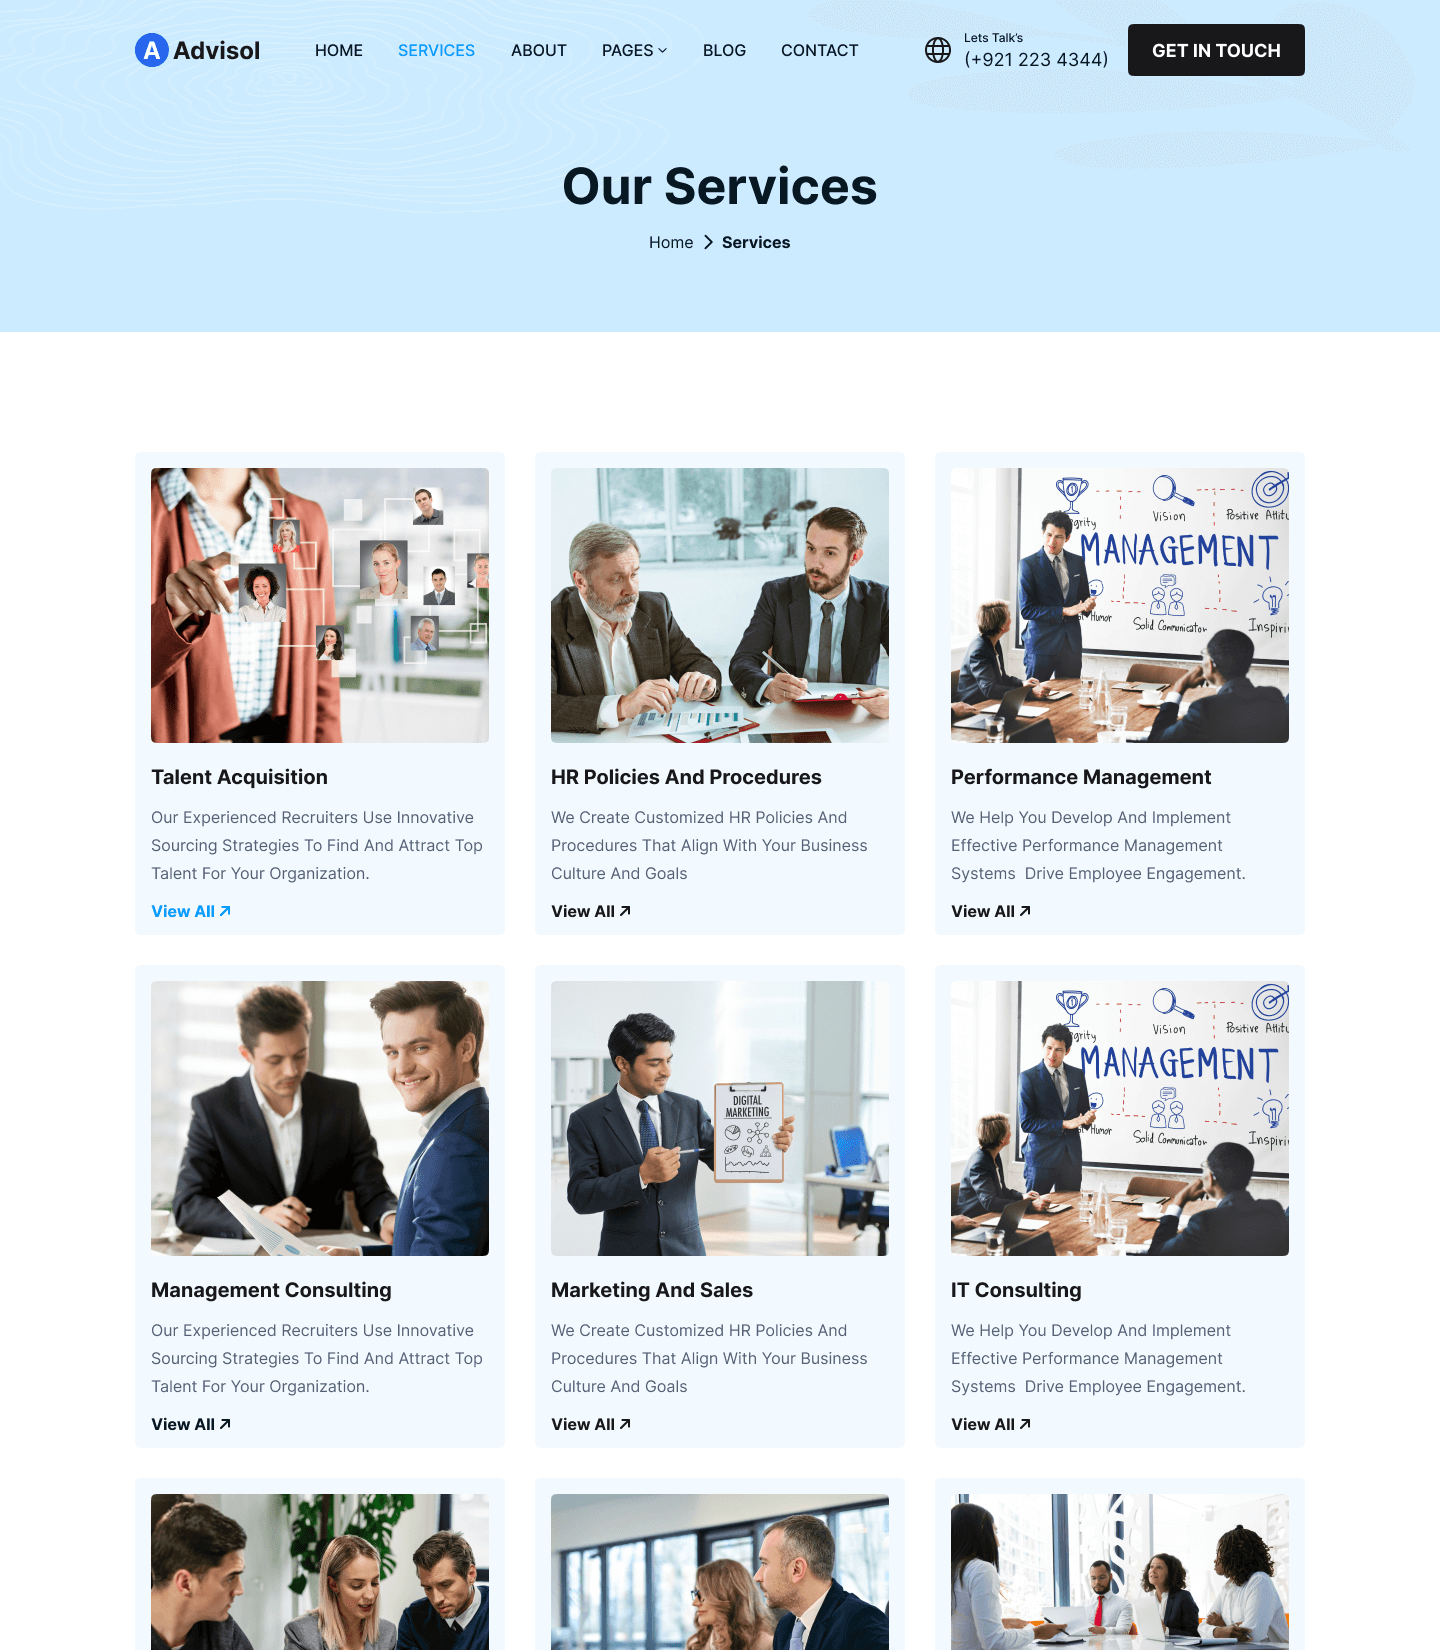 A Advisol
HOME SERVICES ABOUT PAGES BLOG CONTACT
Lets Talk's
(+921 223 4344)
GET IN TOUCH
Our Services
Home Services
Vision
Positive Attitu
MANAGEMENT
Solid Communicator
Humor
Inspiri
Talent Acquisition
Our Experienced Recruiters Use Innovative
Sourcing Strategies To Find And Attract Top
Talent For Your Organization.
View All
HR Policies And Procedures
We Create Customized HR Policies And
Procedures That Align With Your Business
Culture And Goals
View All
Performance Management
We Help You Develop And Implement
Effective Performance Management
Systems  Drive Employee Engagement.
View All
DIGITAL
MARKETING
Vision
Positive Attitu
MANAGEMENT
Humor
Solid Communicator
Inspiri
Management Consulting
Our Experienced Recruiters Use Innovative
Sourcing Strategies To Find And Attract Top
Talent For Your Organization.
View All
Marketing And Sales
We Create Customized HR Policies And
Procedures That Align With Your Business
Culture And Goals
View All
IT Consulting
We Help You Develop And Implement
Effective Performance Management
Systems  Drive Employee Engagement.
View All